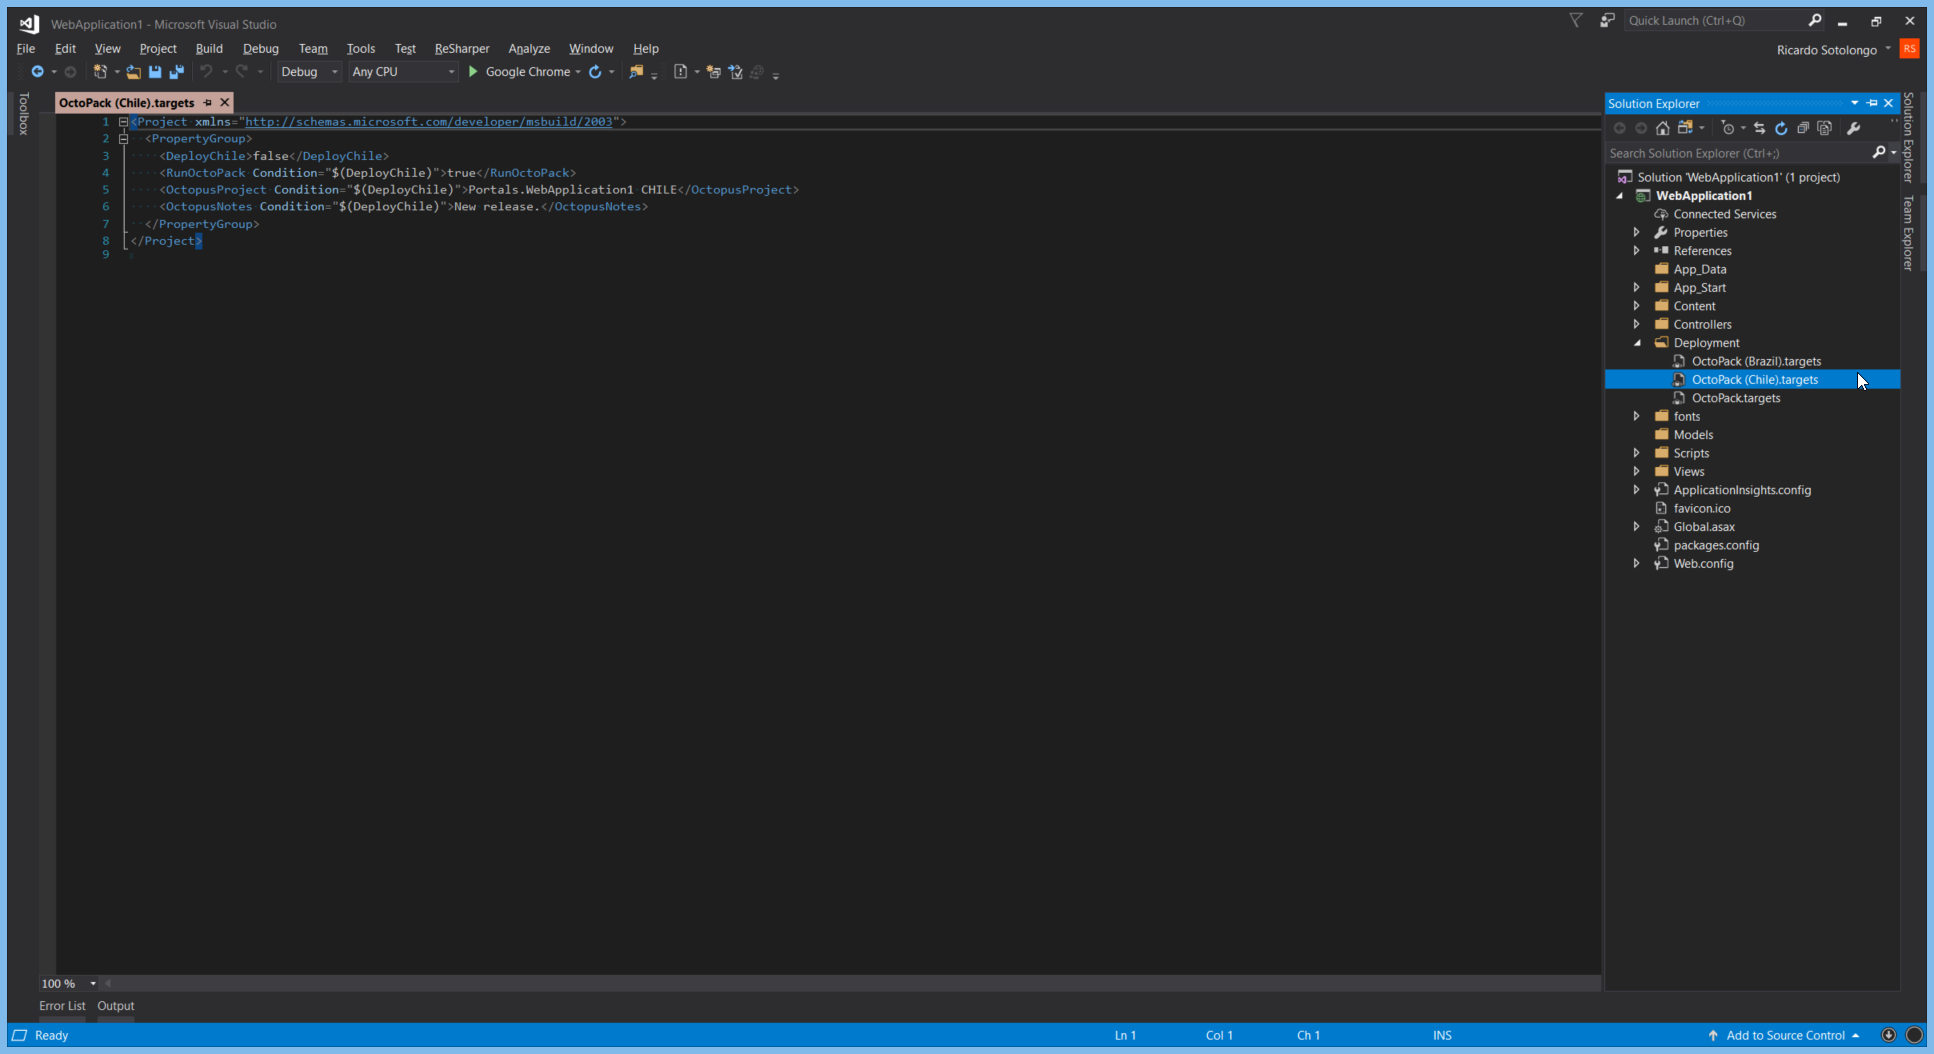 WebApplication1 - Microsoft Visual Studio
Quick Launch (Ctrl+Q)
File Edit View Project Build Debug Team Tools Test ReSharper Analyze Window Help
Ricardo Sotolongo RS
Debug Any CPU Google Chrome
Toolbox
OctoPack (Chile).targets
1 <Project xmlns="http://schemas.microsoft.com/developer/msbuild/2003">
2 <PropertyGroup>
3 <DeployChile>false</DeployChile>
4 <RunOctoPack Condition="$(DeployChile)">true</RunOctoPack>
5 <OctopusProject Condition="$(DeployChile)">Portals.WebApplication1 CHILE</OctopusProject>
6 <OctopusNotes Condition="$(DeployChile)">New release.</OctopusNotes>
7 </PropertyGroup>
8 </Project>
9
Solution Explorer
Search Solution Explorer (Ctrl+;)
Solution 'WebApplication1' (1 project)
WebApplication1
Connected Services
Properties
References
App_Data
App_Start
Content
Controllers
Deployment
OctoPack (Brazil).targets
OctoPack (Chile).targets
OctoPack.targets
fonts
Models
Scripts
Views
ApplicationInsights.config
favicon.ico
Global.asax
packages.config
Web.config
Solution Explorer
Team Explorer
100 %
Error List Output
Ready Ln 1 Col 1 Ch 1 INS Add to Source Control